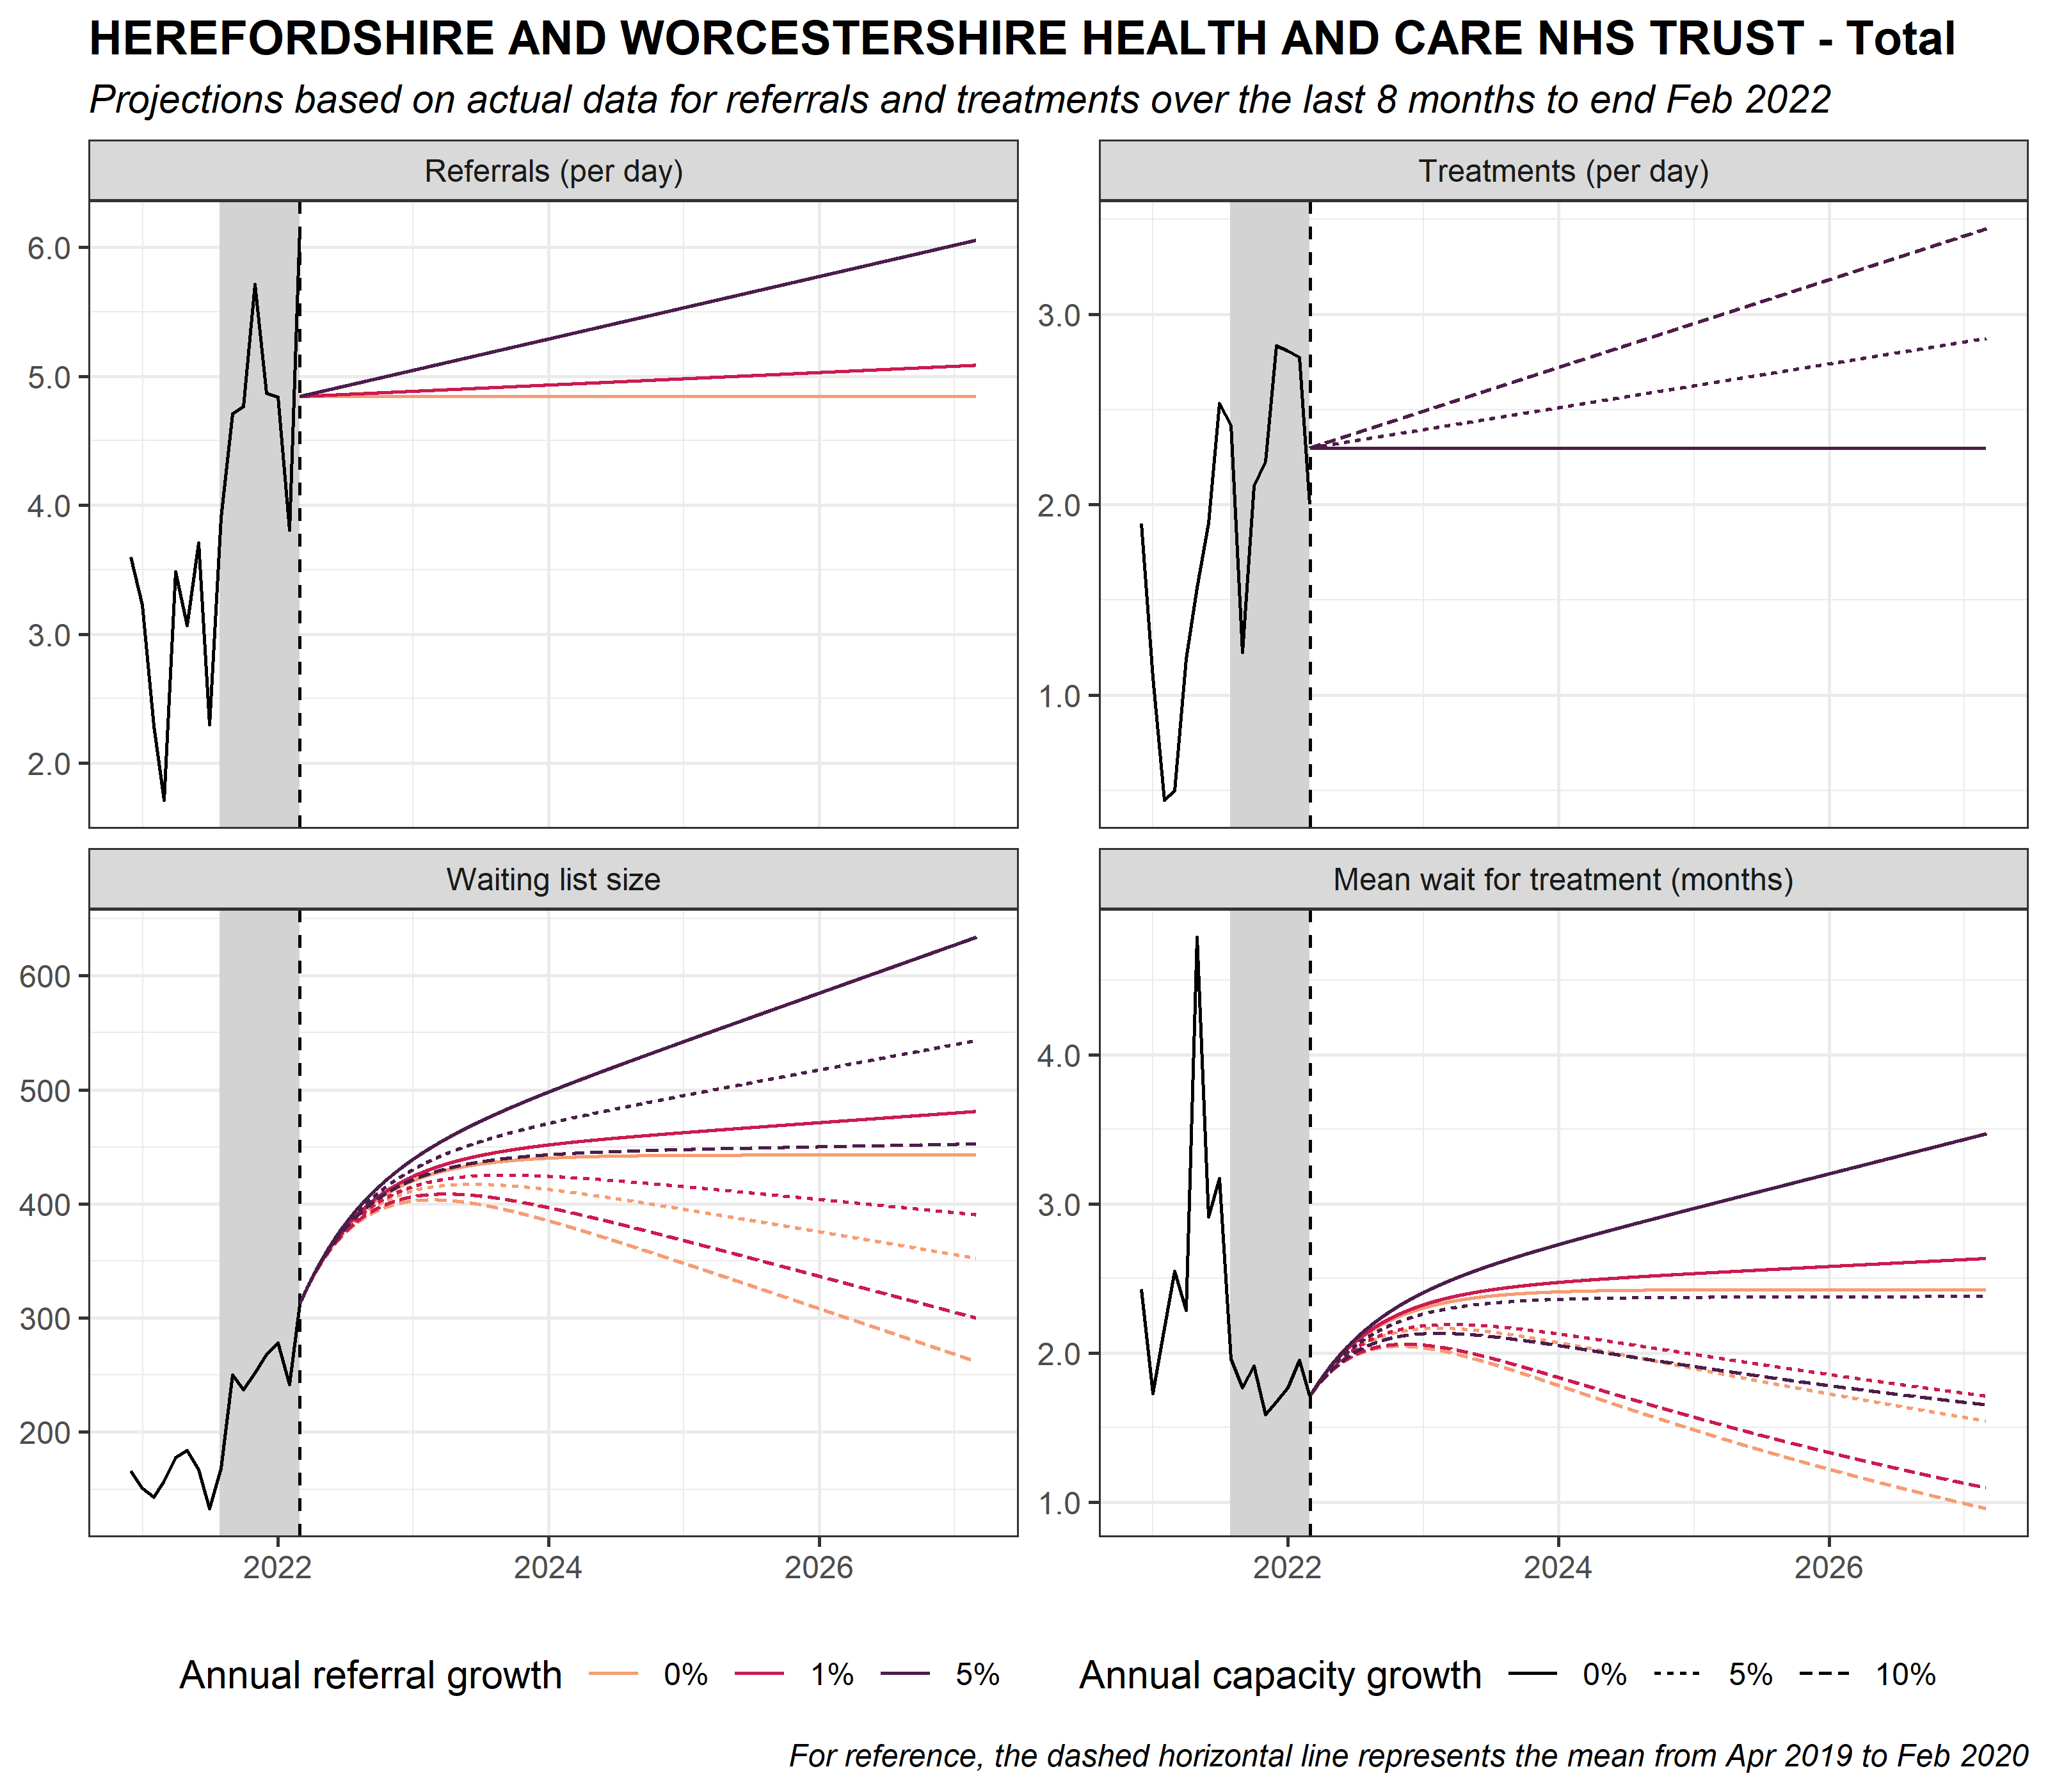 HEREFORDSHIRE AND WORCESTERSHIRE HEALTH AND CARE NHS TRUST - Total
Projections based on actual data for referrals and treatments over the last 8 months to end Feb 2022
Referrals (per day)
6.0
5.0
4.0
3.0
2.0
Treatments (per day)
3.0
2.0
1.0
Waiting list size
600
500
400
300
200
2022 2024 2026
Mean wait for treatment (months)
4.0
3.0
2.0
1.0
2022 2024 2026
Annual referral growth 0% 1% 5%
Annual capacity growth 0% 5% 10%
For reference, the dashed horizontal line represents the mean from Apr 2019 to Feb 2020